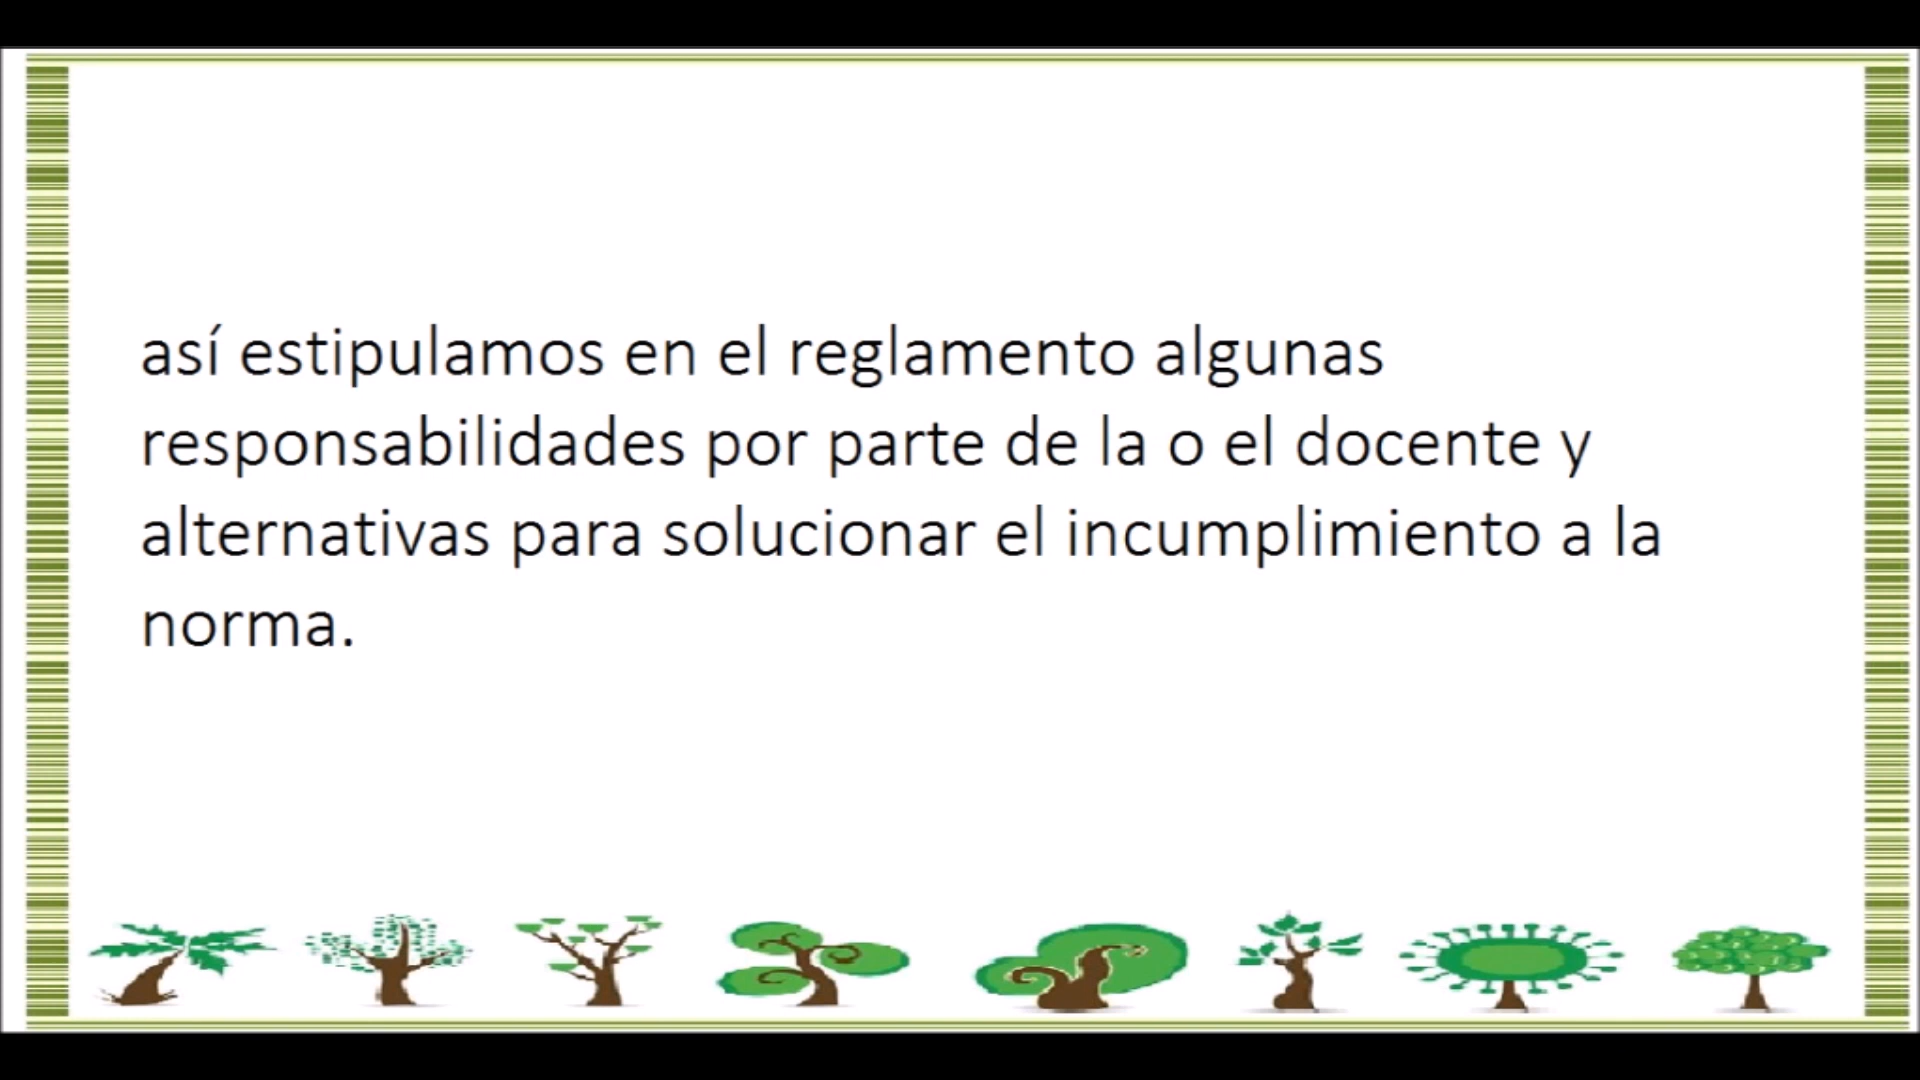 así estipulamos en el reglamento algunas
responsabilidades por parte de la o el docente y
alternativas para solucionar el incumplimiento a la
norma.